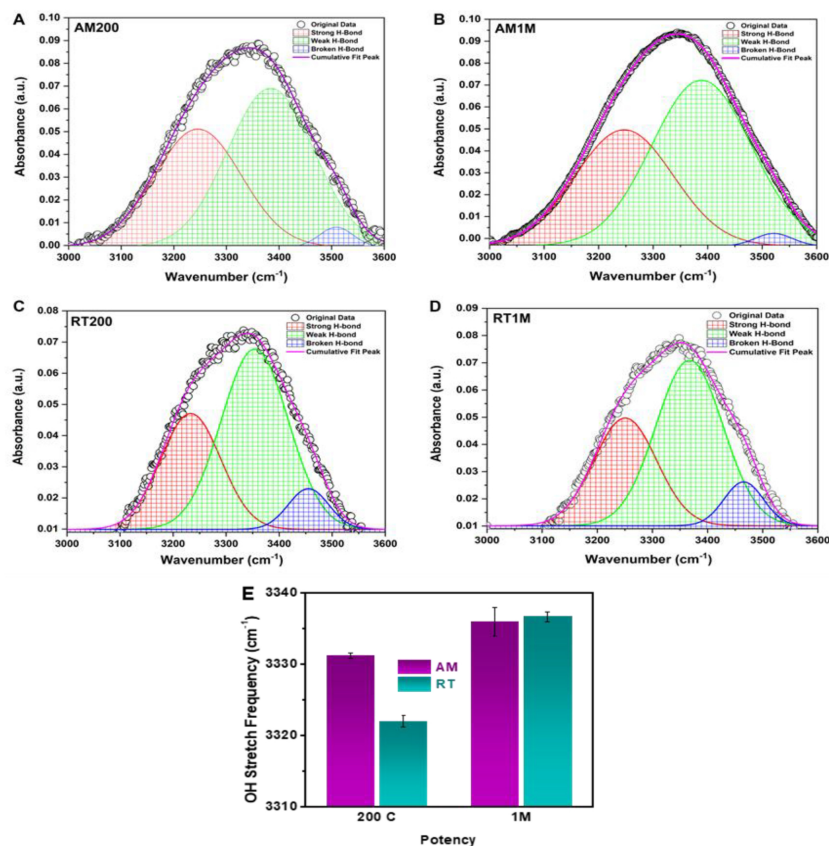 A
AM200
Original Data
Strong H-Bond
Weak H-Bond
Broken H-Bond
Cumulative Fit Peak
Absorbance (a.u.)
0.10
0.09
0.08
0.07
0.06
0.05
0.04
0.03
0.02
0.01
0.00
3000 3100 3200 3300 3400 3500 3600
Wavenumber (cm⁻¹)
B
AM1M
Original Data
Strong H-Bond
Weak H-Bond
Broken H-Bond
Cumulative Fit Peak
Absorbance (a.u.)
0.10
0.09
0.08
0.07
0.06
0.05
0.04
0.03
0.02
0.01
0.00
3000 3100 3200 3300 3400 3500 3600
Wavenumber (cm⁻¹)
C
RT200
Original Data
Strong H-bond
Weak H-bond
Broken H-Bond
Cumulative Fit Peak
Absorbance (a.u.)
0.08
0.07
0.06
0.05
0.04
0.03
0.02
0.01
3000 3100 3200 3300 3400 3500 3600
Wavenumber (cm⁻¹)
D
RT1M
Original Data
Strong H-bond
Weak H-bond
Broken H-Bond
Cumulative Fit Peak
Absorbance (a.u.)
0.09
0.08
0.07
0.06
0.05
0.04
0.03
0.02
0.01
3000 3100 3200 3300 3400 3500 3600
Wavenumber (cm⁻¹)
E
AM
RT
OH Stretch Frequency (cm⁻¹)
3340
3330
3320
3310
200 C 1M
Potency